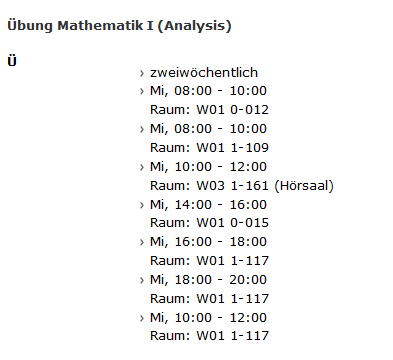 Übung Mathematik I (Analysis)
Ü
› zweiwöchentlich
› Mi, 08:00 - 10:00
Raum: W01 0-012
› Mi, 08:00 - 10:00
Raum: W01 1-109
› Mi, 10:00 - 12:00
Raum: W03 1-161 (Hörsaal)
› Mi, 14:00 - 16:00
Raum: W01 0-015
› Mi, 16:00 - 18:00
Raum: W01 1-117
› Mi, 18:00 - 20:00
Raum: W01 1-117
› Mi, 10:00 - 12:00
Raum: W01 1-117